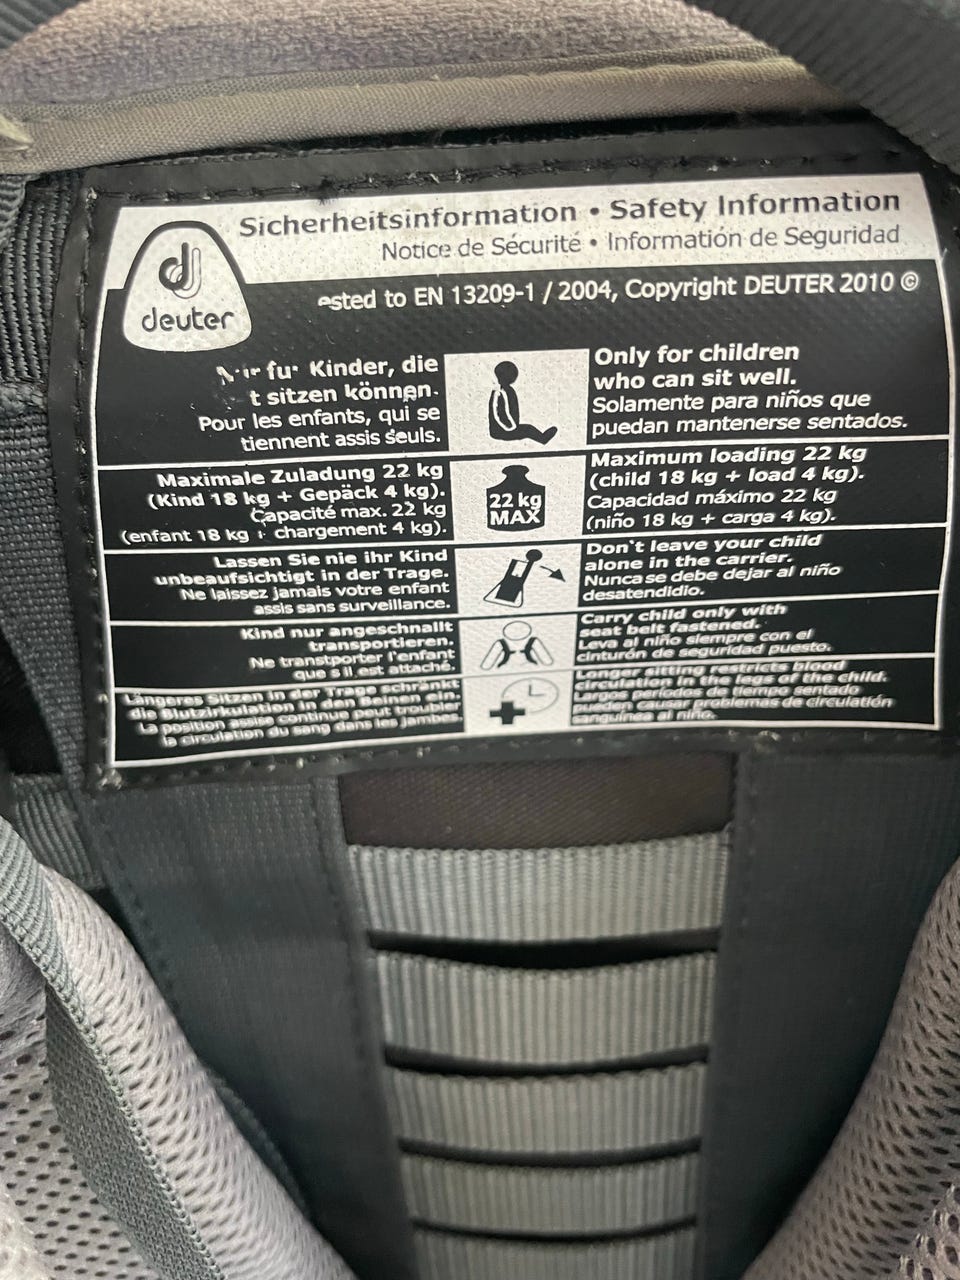 Sicherheitsinformation • Safety Information
Notice de Sécurité • Información de Seguridad
deuter
ested to EN 13209-1 / 2004, Copyright DEUTER 2010 ©
Kinder, die
t sitzen können.
Pour les enfants, qui se
tiennent assis seuls.
Only for children
who can sit well.
Solamente para niños que
puedan mantenerse sentados.
Maximale Zuladung 22 kg
(Kind 18 kg + Gepäck 4 kg).
Capacité max. 22 kg
(enfant 18 kg + chargement 4 kg).
22 kg
MAX
Maximum loading 22 kg
(child 18 kg + load 4 kg).
Capacidad máximo 22 kg
(niño 18 kg + carga 4 kg).
Lassen Sie nie ihr Kind
unbeaufsichtigt in der Trage.
Ne laissez jamais votre enfant
assis sans surveillance.
Don't leave your child
alone in the carrier.
Nunca se debe dejar al niño
desatendidio.
Kind nur angeschnallt
transportieren.
Ne transtporter l'enfant
que s'il est attaché.
Carry child only with
seat belt fastened.
Leva al niño siempre con el
cinturón de seguridad puesto.
Längeres Sitzen in der Trage schränkt
die Blutzirkulation in den Beinen ein.
La position assise continue peut troubler
la circulation du sang dans les jambes.
Longer sitting restricts blood
circulation in the legs of the child.
Largos períodos de tiempo sentado
pueden causar problemas de circulación
sanguínea al niño.